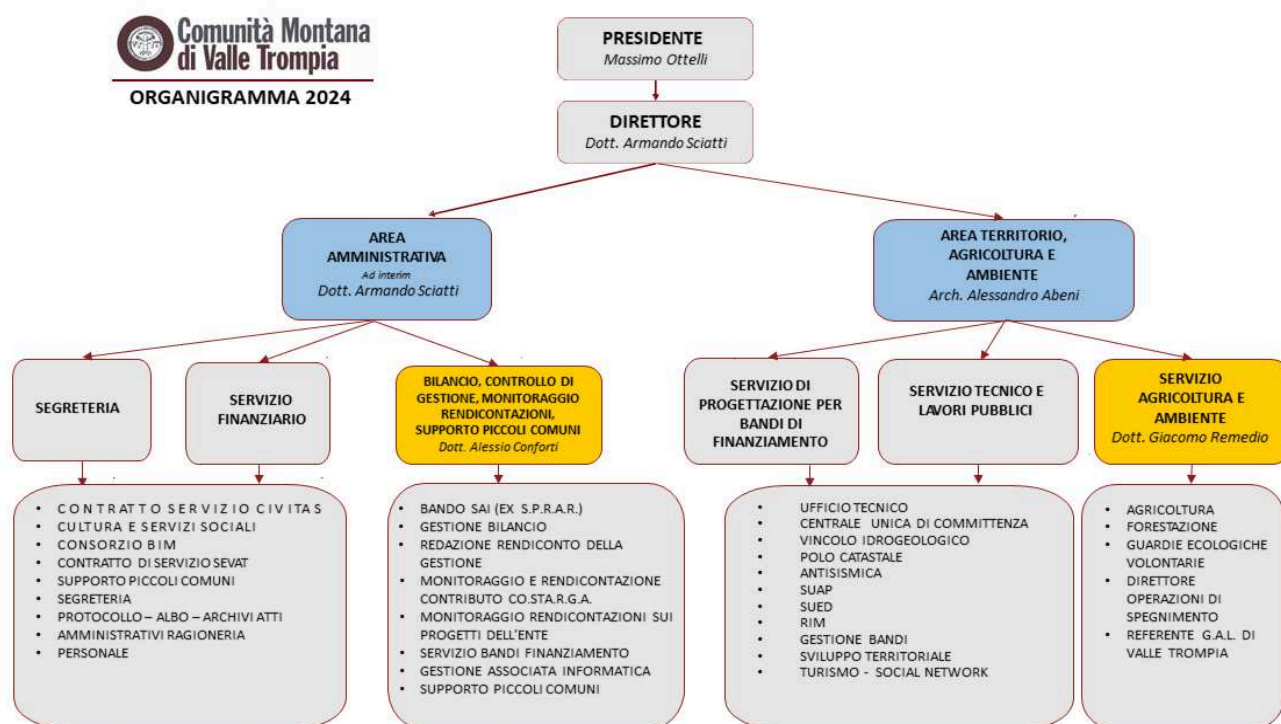 Comunità Montana
di Valle Trompia
ORGANIGRAMMA 2024
PRESIDENTE
Massimo Ottelli
DIRETTORE
Dott. Armando Sciatti
AREA
AMMINISTRATIVA
Ad interim
Dott. Armando Sciatti
AREA TERRITORIO,
AGRICOLTURA E
AMBIENTE
Arch. Alessandro Abeni
SEGRETERIA
SERVIZIO
FINANZIARIO
BILANCIO, CONTROLLO DI
GESTIONE, MONITORAGGIO
RENDICONTAZIONI,
SUPPORTO PICCOLI COMUNI
Dott. Alessio Conforti
SERVIZIO DI
PROGETTAZIONE PER
BANDI DI
FINANZIAMENTO
SERVIZIO TECNICO E
LAVORI PUBBLICI
SERVIZIO
AGRICOLTURA E
AMBIENTE
Dott. Giacomo Remedio
• CONTRATTO SERVIZIO CIVITAS
• CULTURA E SERVIZI SOCIALI
• CONSORZIO BIM
• CONTRATTO DI SERVIZIO SEVAT
• SUPPORTO PICCOLI COMUNI
• SEGRETERIA
• PROTOCOLLO – ALBO – ARCHIVI ATTI
• AMMINISTRATIVI RAGIONERIA
• PERSONALE
• BANDO SAI (EX S.P.R.A.R.)
• GESTIONE BILANCIO
• REDAZIONE RENDICONTO DELLA
GESTIONE
• MONITORAGGIO E RENDICONTAZIONE
CONTRIBUTO CO.STA.R.G.A.
• MONITORAGGIO RENDICONTAZIONI SUI
PROGETTI DELL'ENTE
• SERVIZIO BANDI FINANZIAMENTO
• GESTIONE ASSOCIATA INFORMATICA
• SUPPORTO PICCOLI COMUNI
• UFFICIO TECNICO
• CENTRALE UNICA DI COMMITTENZA
• VINCOLO IDROGEOLOGICO
• POLO CATASTALE
• ANTISISMICA
• SUAP
• SUED
• RIM
• GESTIONE BANDI
• SVILUPPO TERRITORIALE
• TURISMO - SOCIAL NETWORK
• AGRICOLTURA
• FORESTAZIONE
• GUARDIE ECOLOGICHE
VOLONTARIE
• DIRETTORE
OPERAZIONI DI
SPEGNIMENTO
• REFERENTE G.A.L. DI
VALLE TROMPIA